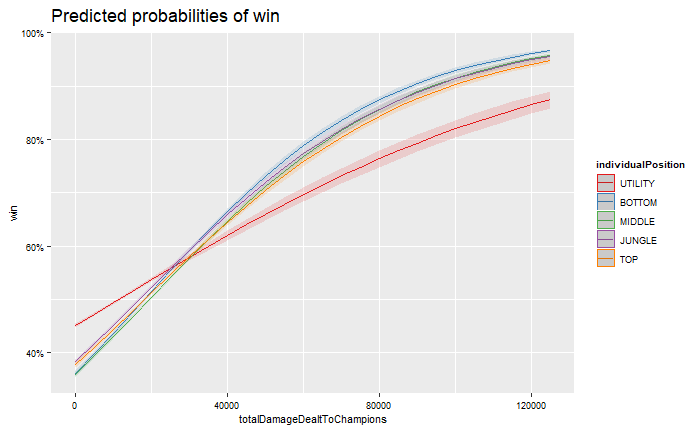 Predicted probabilities of win
100%
80%
60%
40%
win
0
40000
80000
120000
totalDamageDealtToChampions
individualPosition
UTILITY
BOTTOM
MIDDLE
JUNGLE
TOP